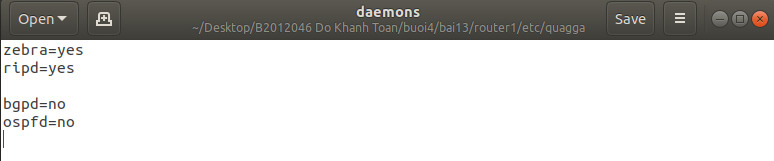 Open
daemons
~/Desktop/B2012046 Do Khanh Toan/buoi4/bai13/router1/etc/quagga
Save
zebra=yes
ripd=yes
bgpd=no
ospfd=no